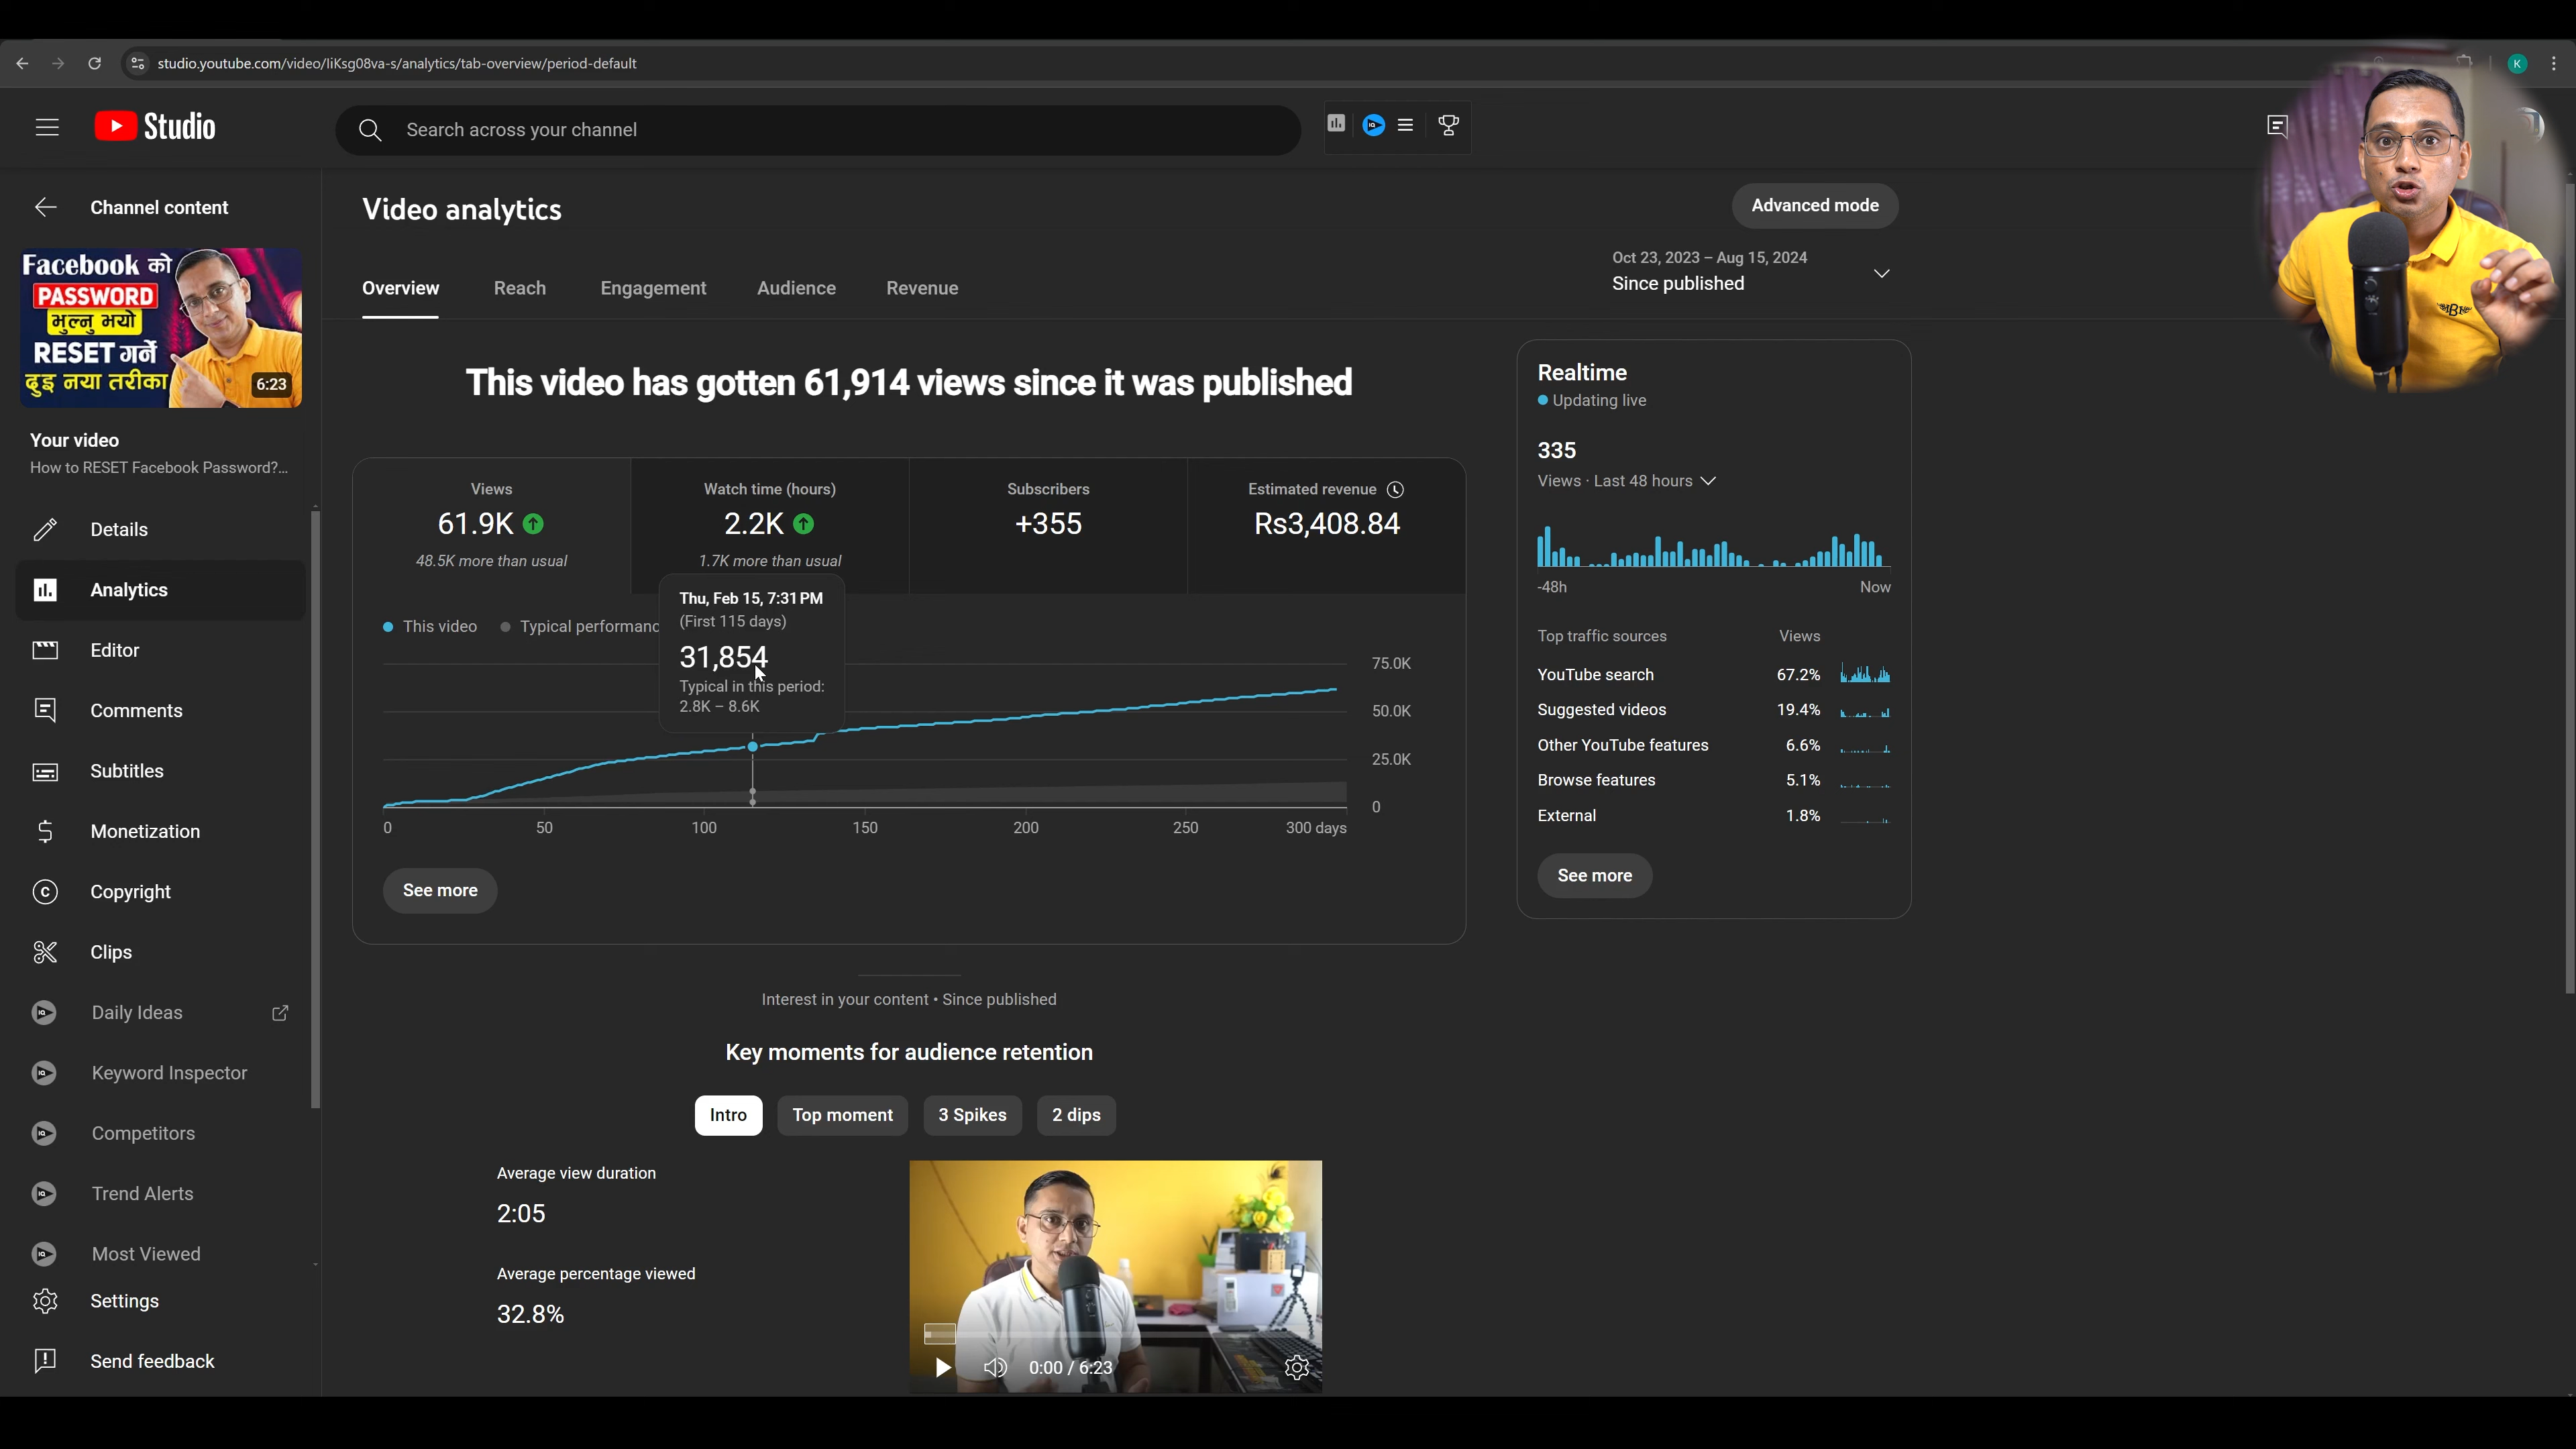 studio.youtube.com/video/liKsg08va-s/analytics/tab-overview/period-default
K
Studio
Search across your channel
Channel content
Facebook को
PASSWORD
भुल्नु भयो
RESET गर्ने
दुइ नया तरीका
6:23
Your video
How to RESET Facebook Password?...
Details
Analytics
Editor
Comments
Subtitles
Monetization
Copyright
Clips
Daily Ideas
Keyword Inspector
Competitors
Trend Alerts
Most Viewed
Settings
Send feedback
Video analytics
Advanced mode
Overview Reach Engagement Audience Revenue
Oct 23, 2023 – Aug 15, 2024
Since published
This video has gotten 61,914 views since it was published
Views
61.9K
48.5K more than usual
Watch time (hours)
2.2K
1.7K more than usual
Subscribers
+355
Estimated revenue
Rs3,408.84
This video
Typical performanc
Thu, Feb 15, 7:31 PM
(First 115 days)
31,854
Typical in this period:
2.8K – 8.6K
75.0K
50.0K
25.0K
0
0 50 100 150 200 250 300 days
See more
Realtime
Updating live
335
Views · Last 48 hours
-48h Now
Top traffic sources Views
YouTube search 67.2%
Suggested videos 19.4%
Other YouTube features 6.6%
Browse features 5.1%
External 1.8%
See more
Interest in your content • Since published
Key moments for audience retention
Intro Top moment 3 Spikes 2 dips
Average view duration
2:05
Average percentage viewed
32.8%
0:00 / 6:23